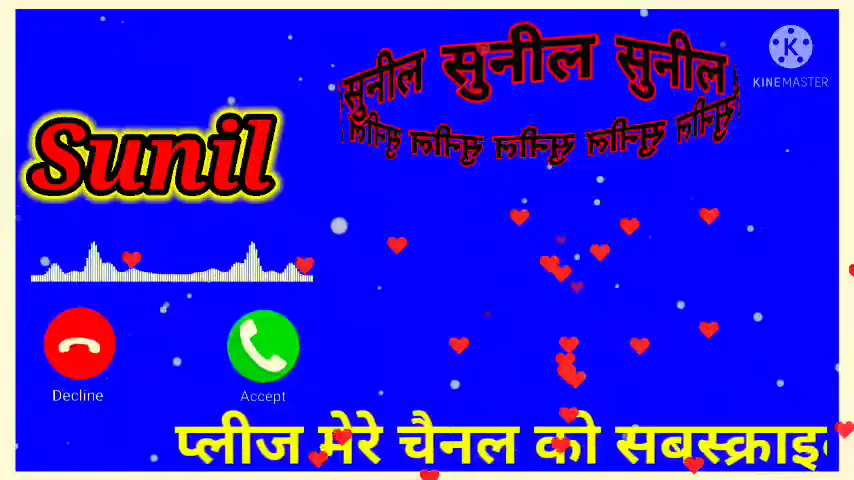 सुनील सुनील सुनील
सुनील सुनील सुनील सुनील सुनील
KINEMASTER
Sunil
Decline
Accept
प्लीज मेरे चैनल को सबस्क्राइ